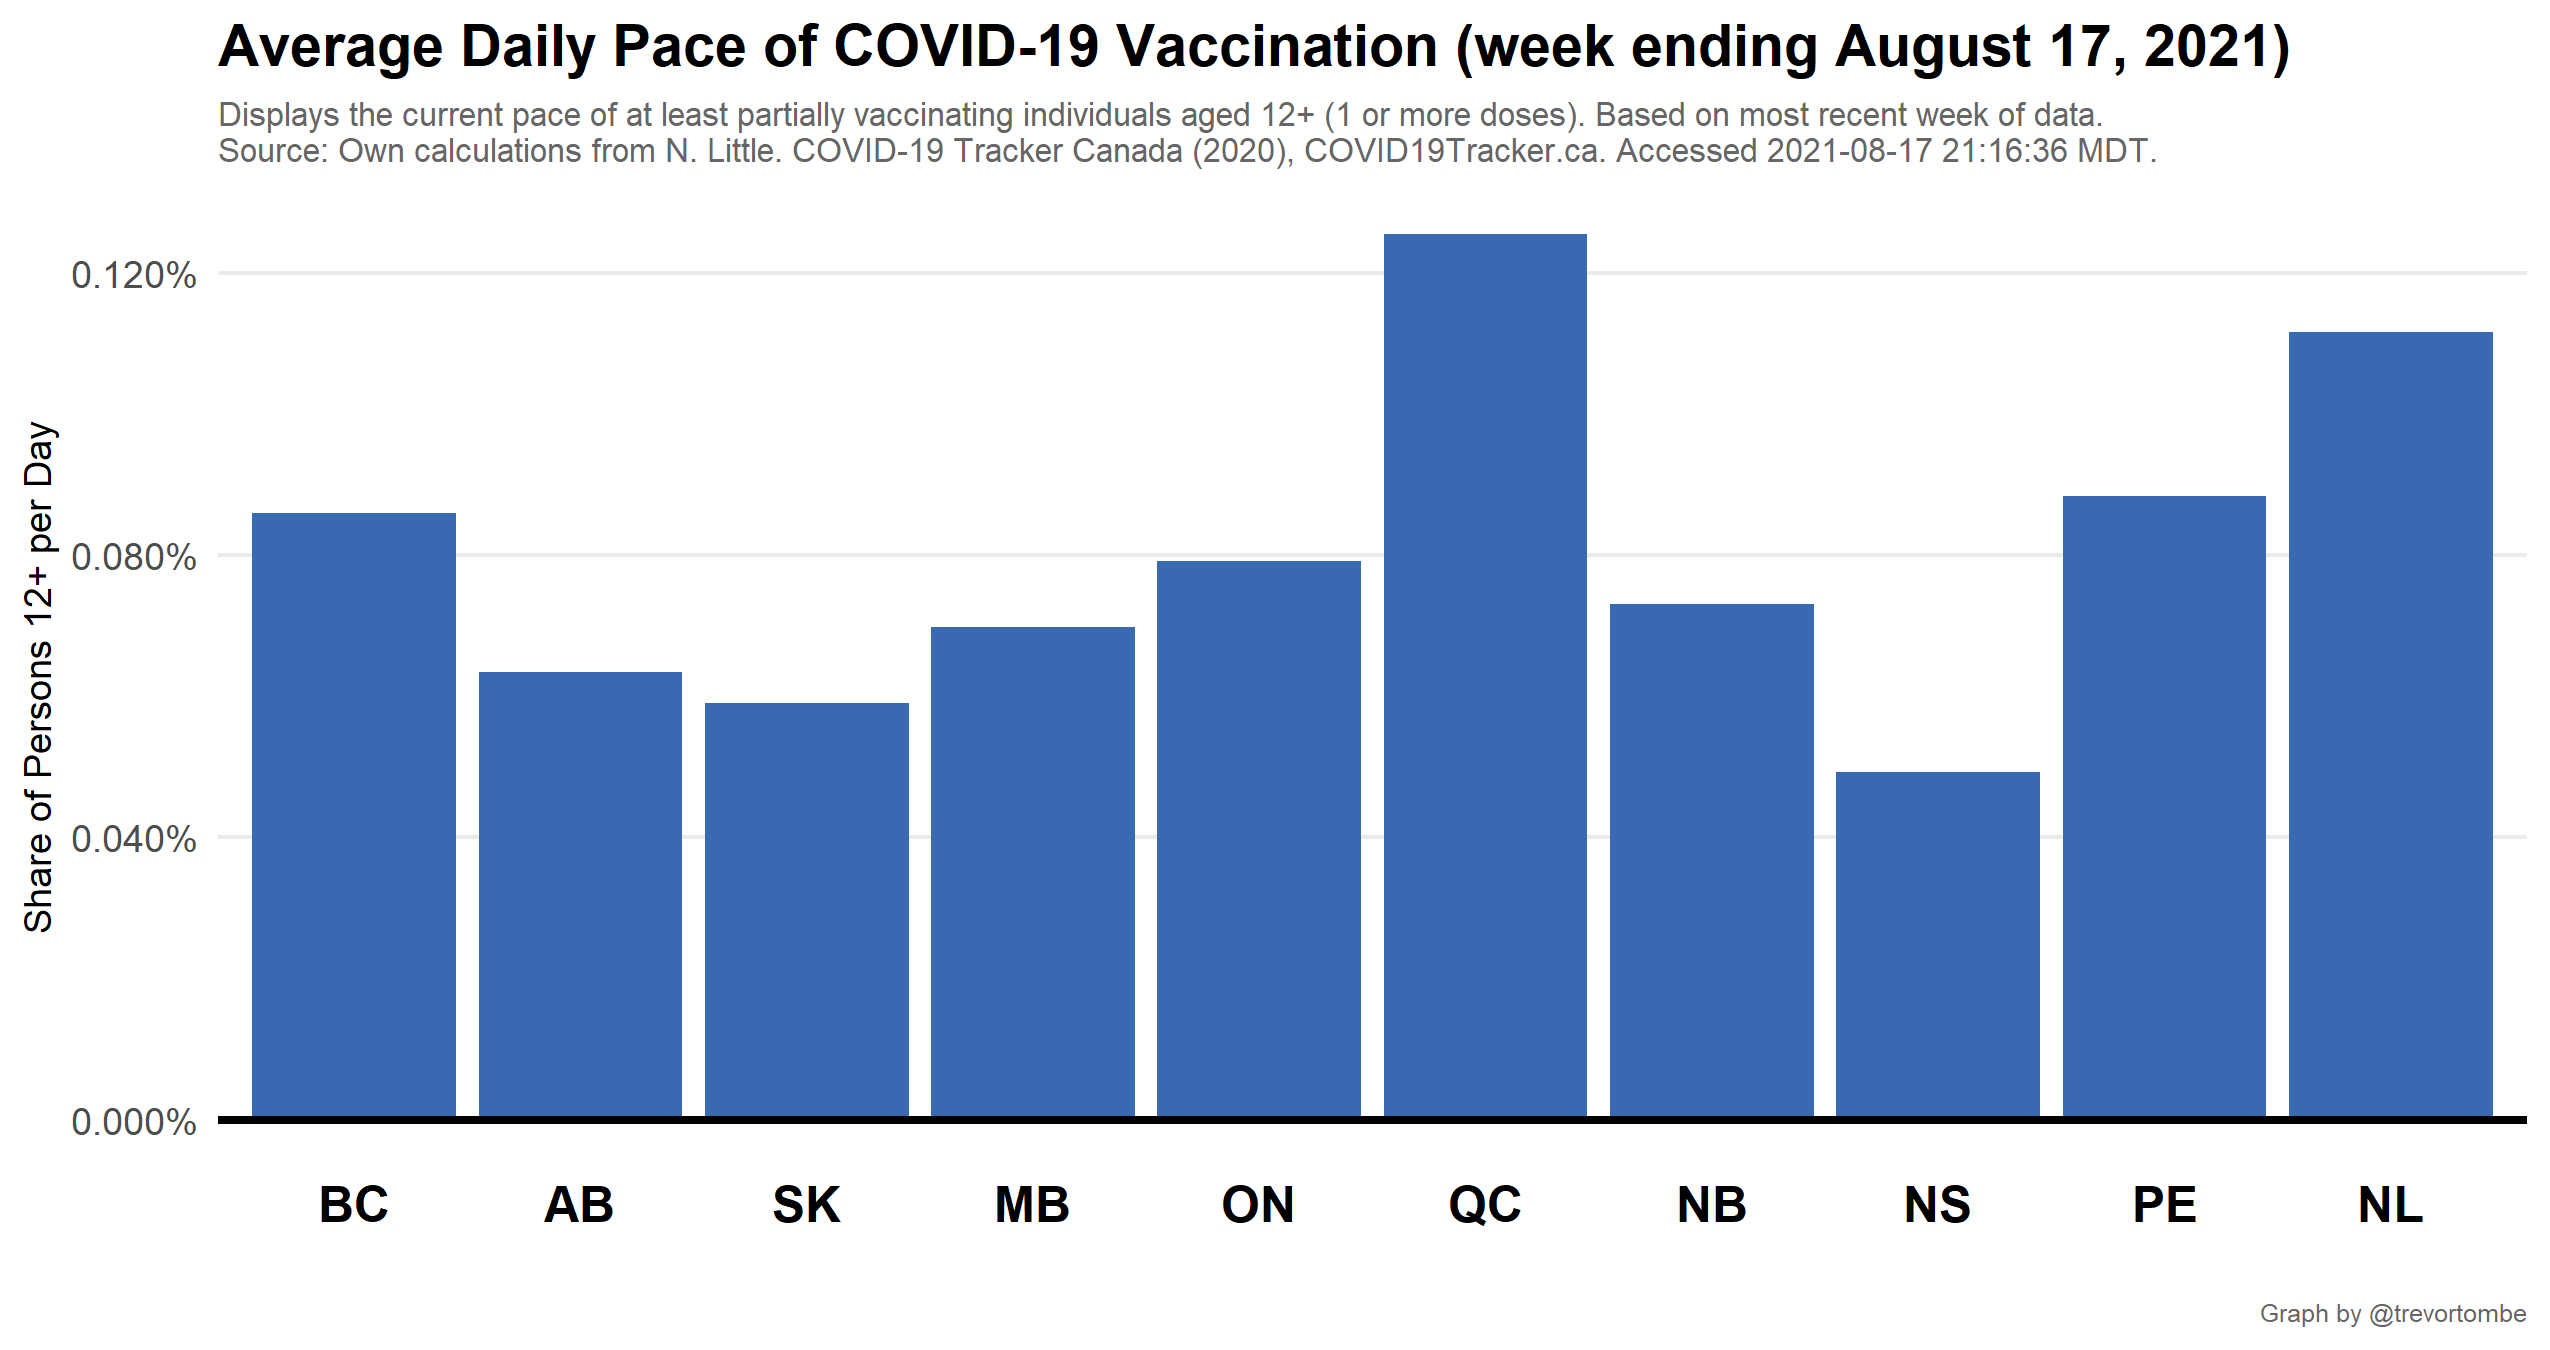 Average Daily Pace of COVID-19 Vaccination (week ending August 17, 2021)
Displays the current pace of at least partially vaccinating individuals aged 12+ (1 or more doses). Based on most recent week of data.
Source: Own calculations from N. Little. COVID-19 Tracker Canada (2020), COVID19Tracker.ca. Accessed 2021-08-17 21:16:36 MDT.
Share of Persons 12+ per Day
0.120%
0.080%
0.040%
0.000%
BC AB SK MB ON QC NB NS PE NL
Graph by @trevortombe